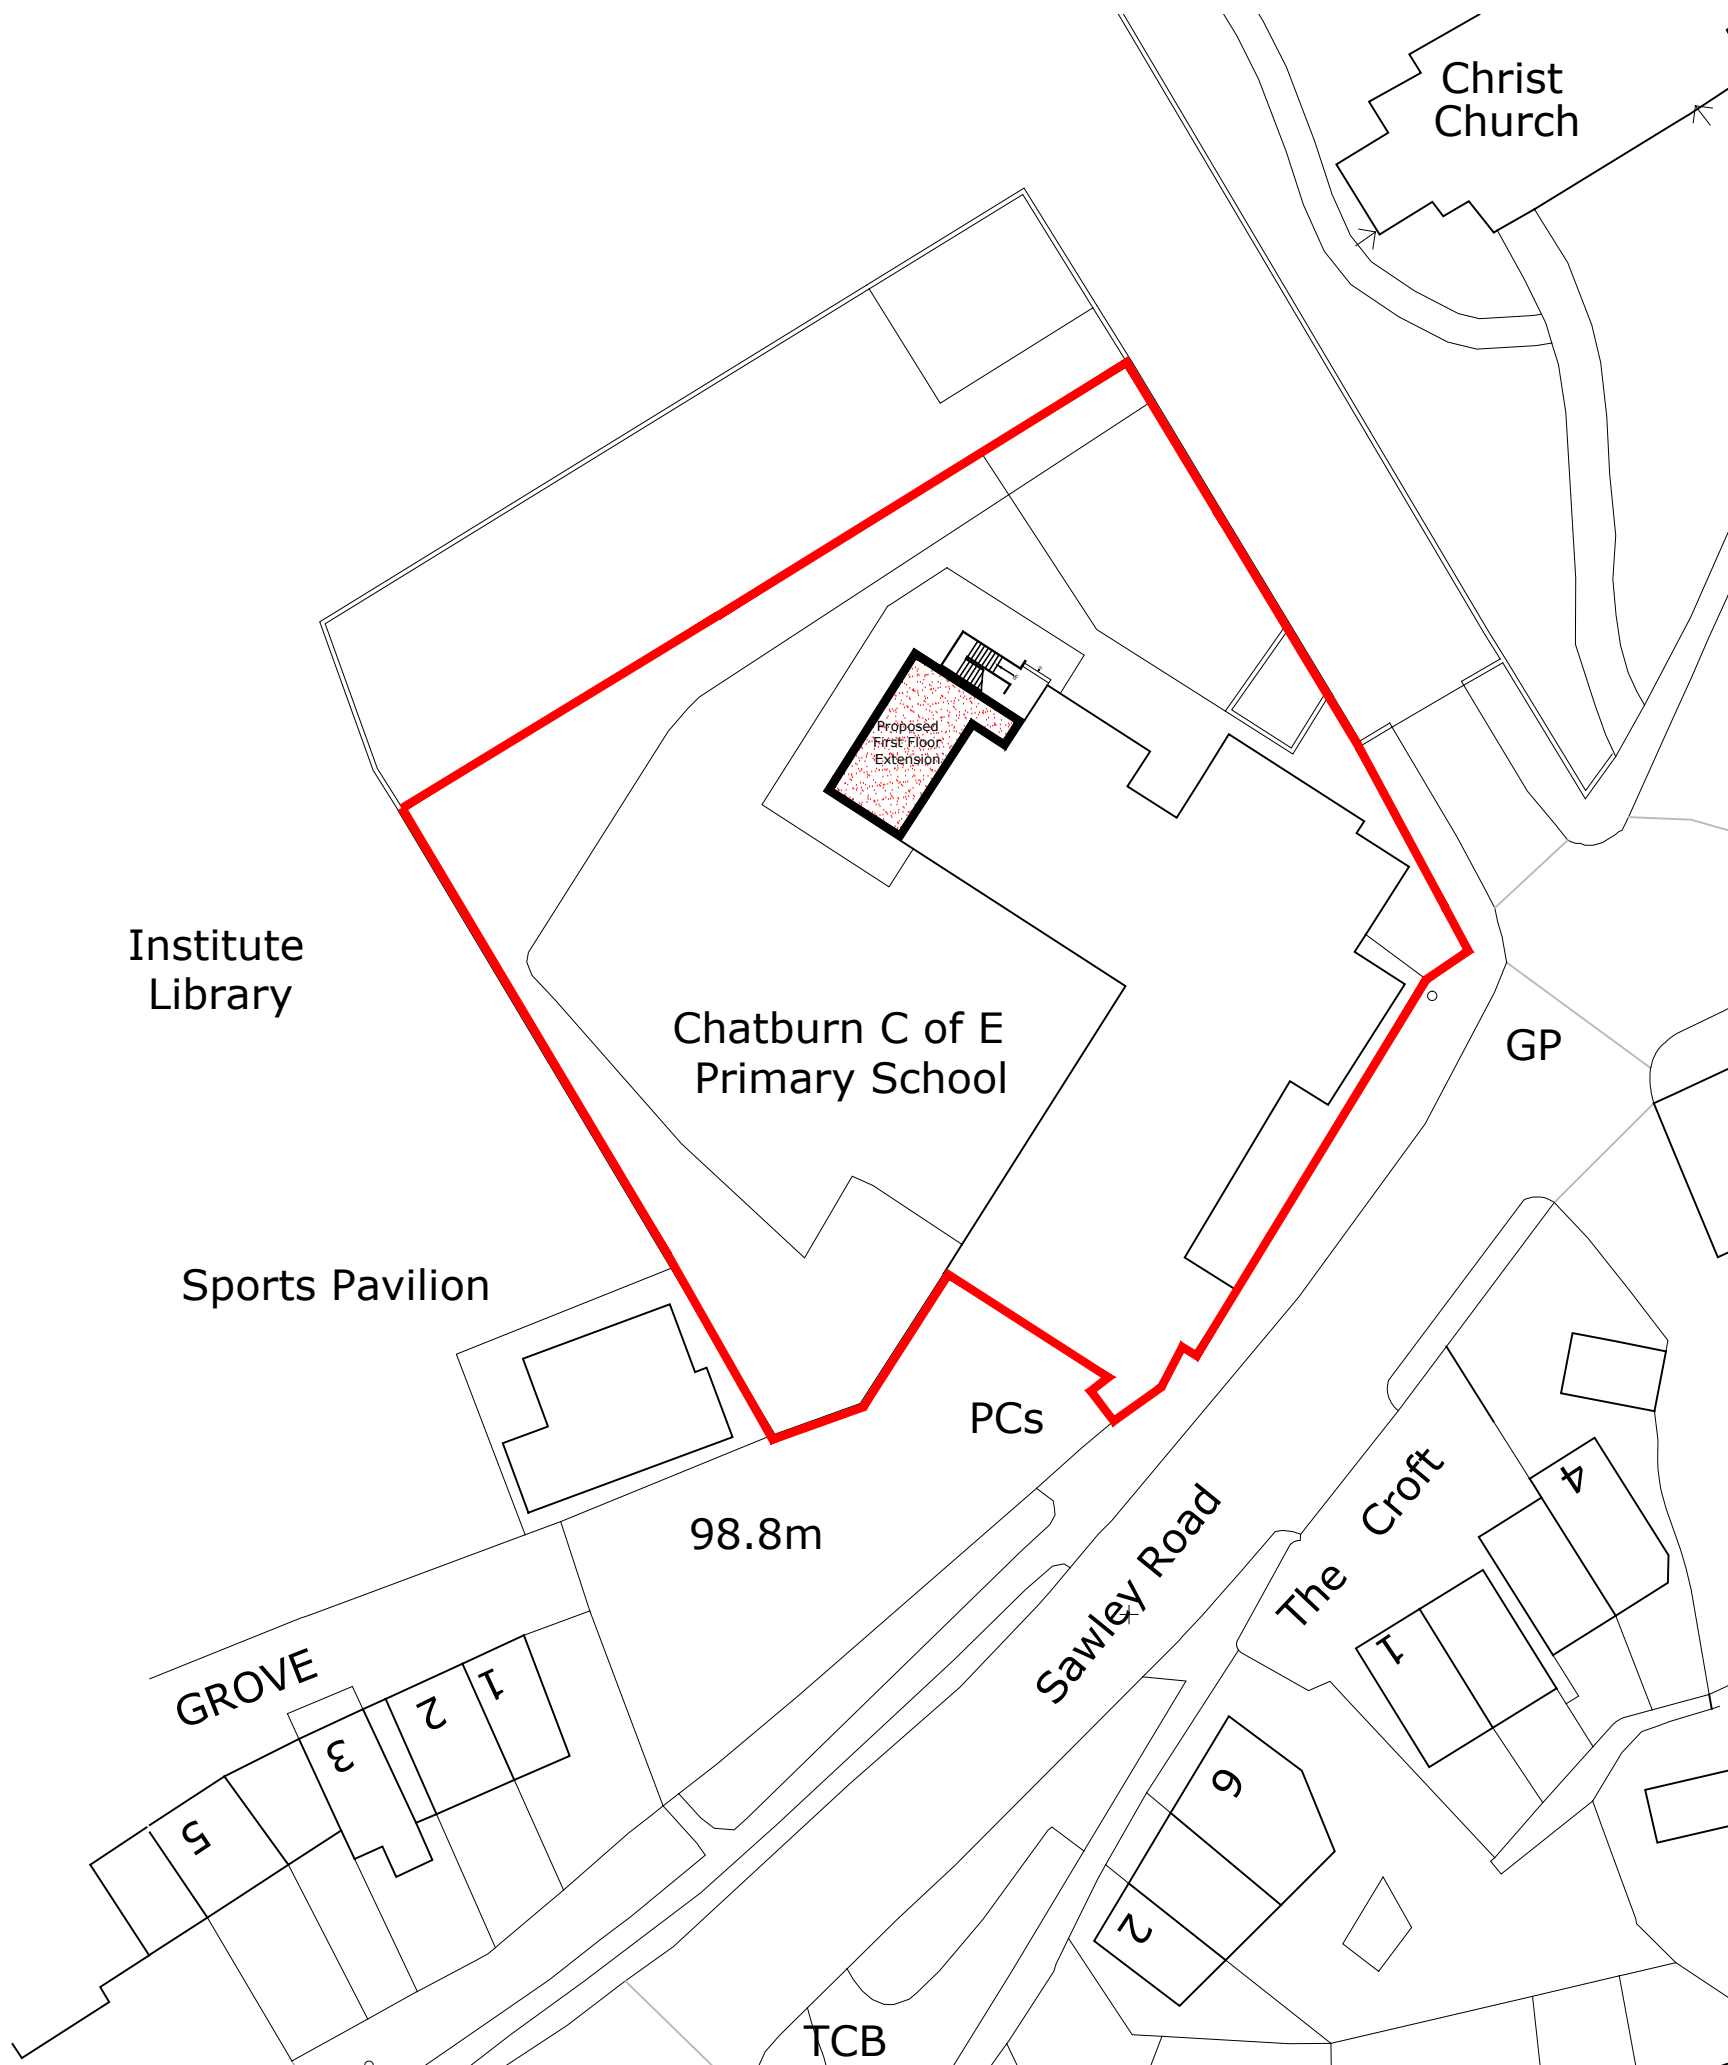 Christ
Church
Proposed
First Floor
Extension
Institute
Library
Chatburn C of E
Primary School
GP
Sports Pavilion
PCs
98.8m
Sawley Road
The Croft
4
1
GROVE
1
2
3
5
6
2
TCB